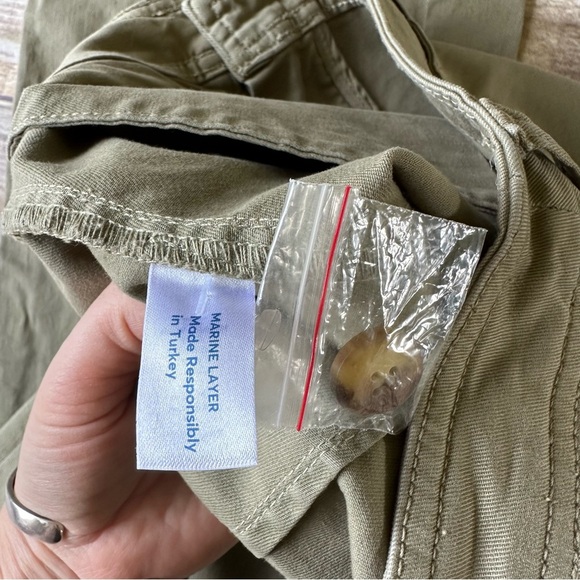 MARINE LAYER
Made Responsibly
in Turkey